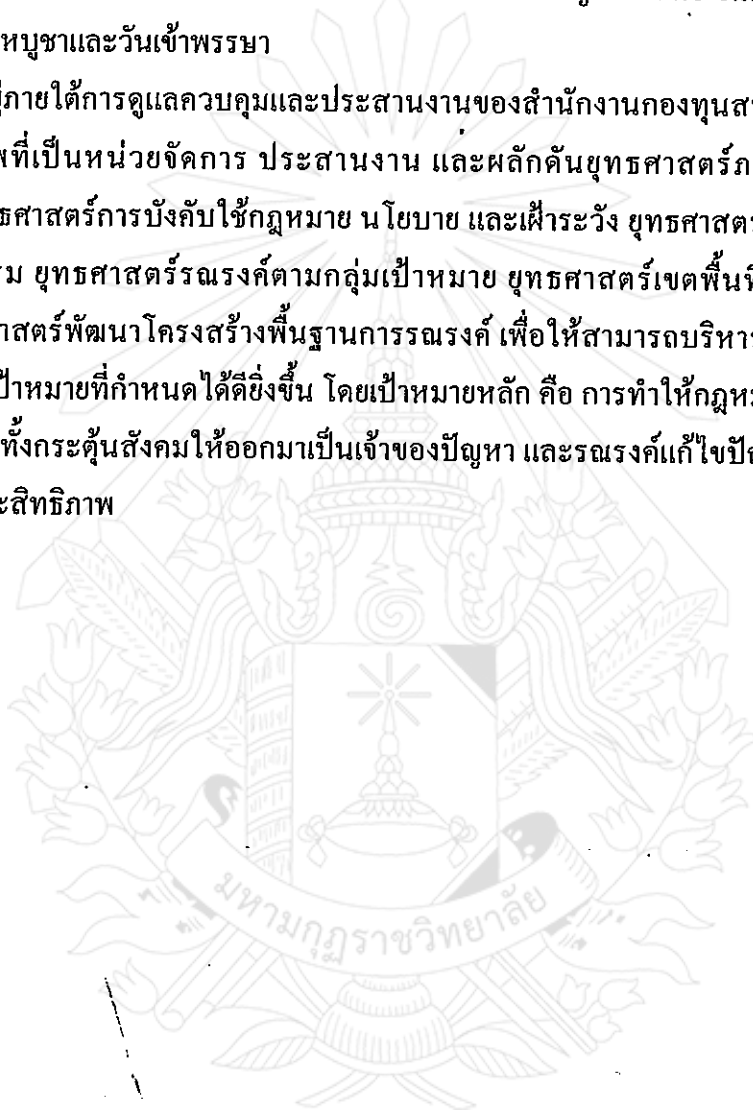 หบูชาและวันเข้าพรรษา
ภายใต้การดูแลควบคุมและประสานงานของสำนักงานกองทุนส
ที่เป็นหน่วยจัดการ ประสานงาน และผลักดันยุทธศาสตร์ภ
ธศาสตร์การบังคับใช้กฎหมาย นโยบาย และเฝ้าระวัง ยุทธศาสตร
ม ยุทธศาสตร์รณรงค์ตามกลุ่มเป้าหมาย ยุทธศาสตร์เขตพื้นที
าสตร์พัฒนาโครงสร้างพื้นฐานการรณรงค์ เพื่อให้สามารถบริหา
ป้าหมายที่กำหนดได้ดียิ่งขึ้น โดยเป้าหมายหลัก คือ การทำให้กฎห
ทั้งกระตุ้นสังคมให้ออกมาเป็นเจ้าของปัญหา และรณรงค์แก้ไขปั
ะสิทธิภาพ
มหามกุฏราชวิทยาลัย